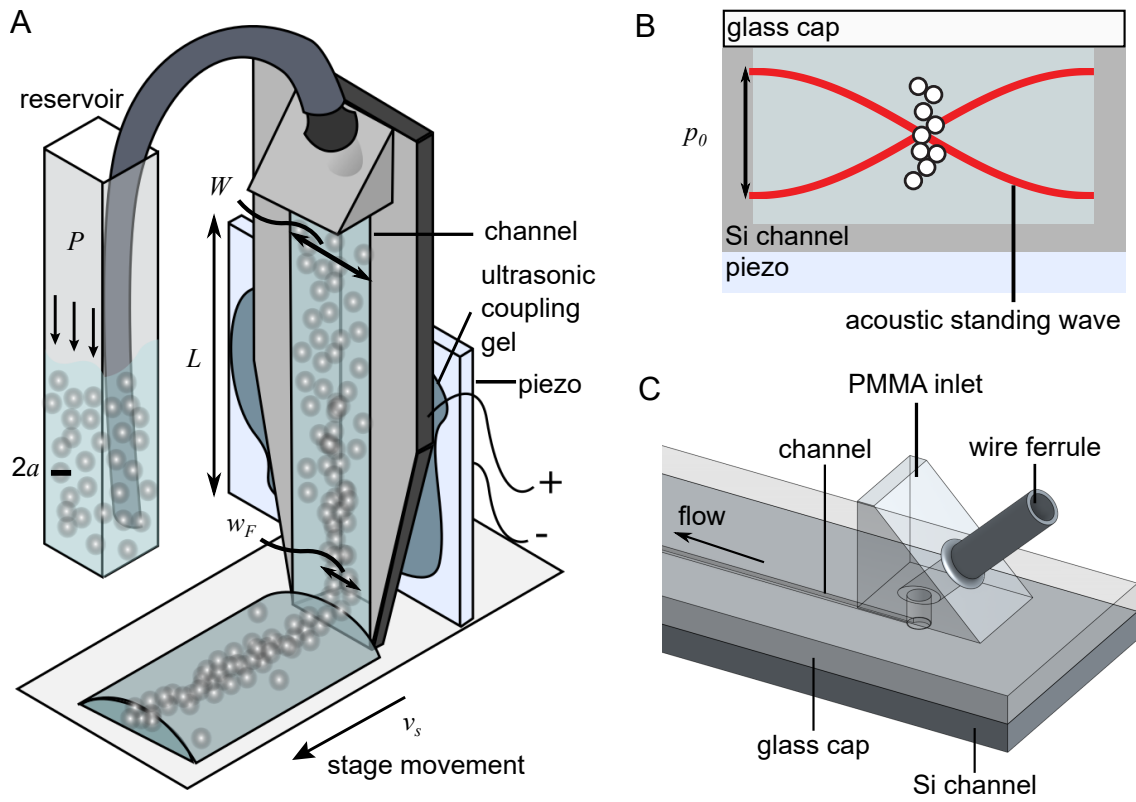 A
reservoir
P
2a
W
L
w_F
channel
ultrasonic
coupling
gel
piezo
+
-
v_s
stage movement
B
glass cap
p_0
Si channel
piezo
acoustic standing wave
C
PMMA inlet
channel
wire ferrule
flow
glass cap
Si channel